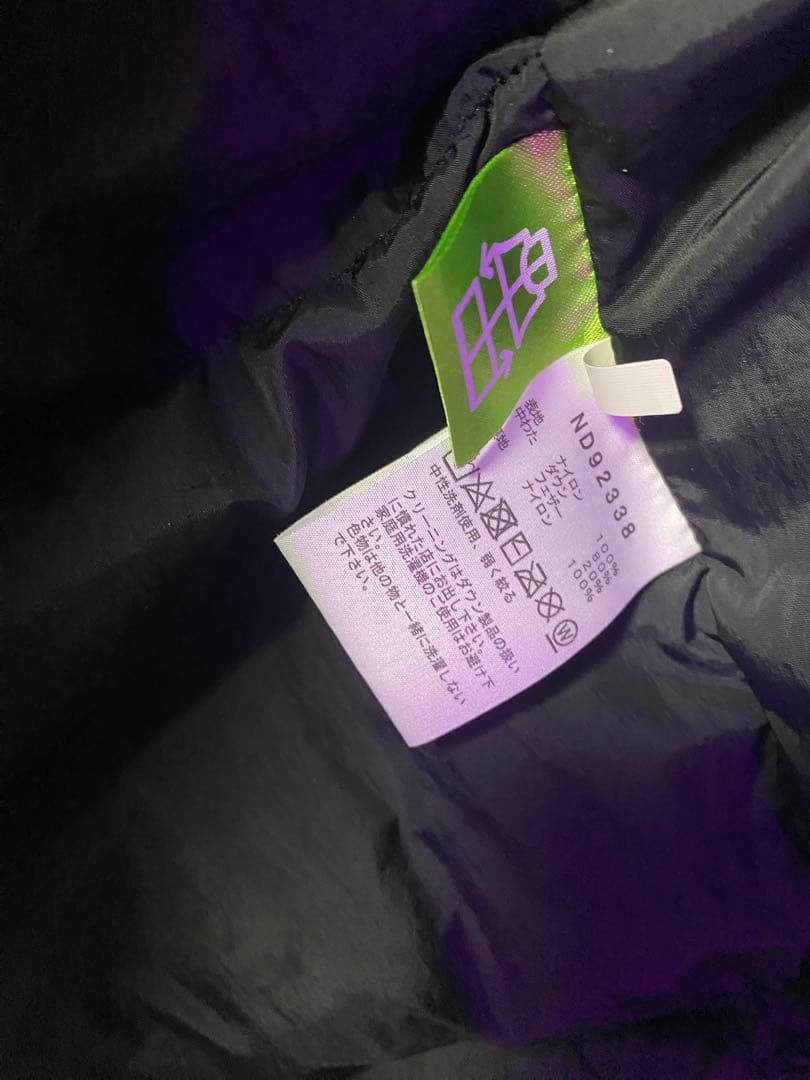 ND92338
表地 ナイロン 100%
中わた ダウン 80%
フェザー 20%
地 ナイロン 100%
W
中性洗剤使用、弱く絞る
クリーニングはダウン製品の扱い
に慣れた店にお出し下さい。
家庭用洗濯機のご使用はお避け下
さい。
色物は他の物と一緒に洗濯しない
で下さい。